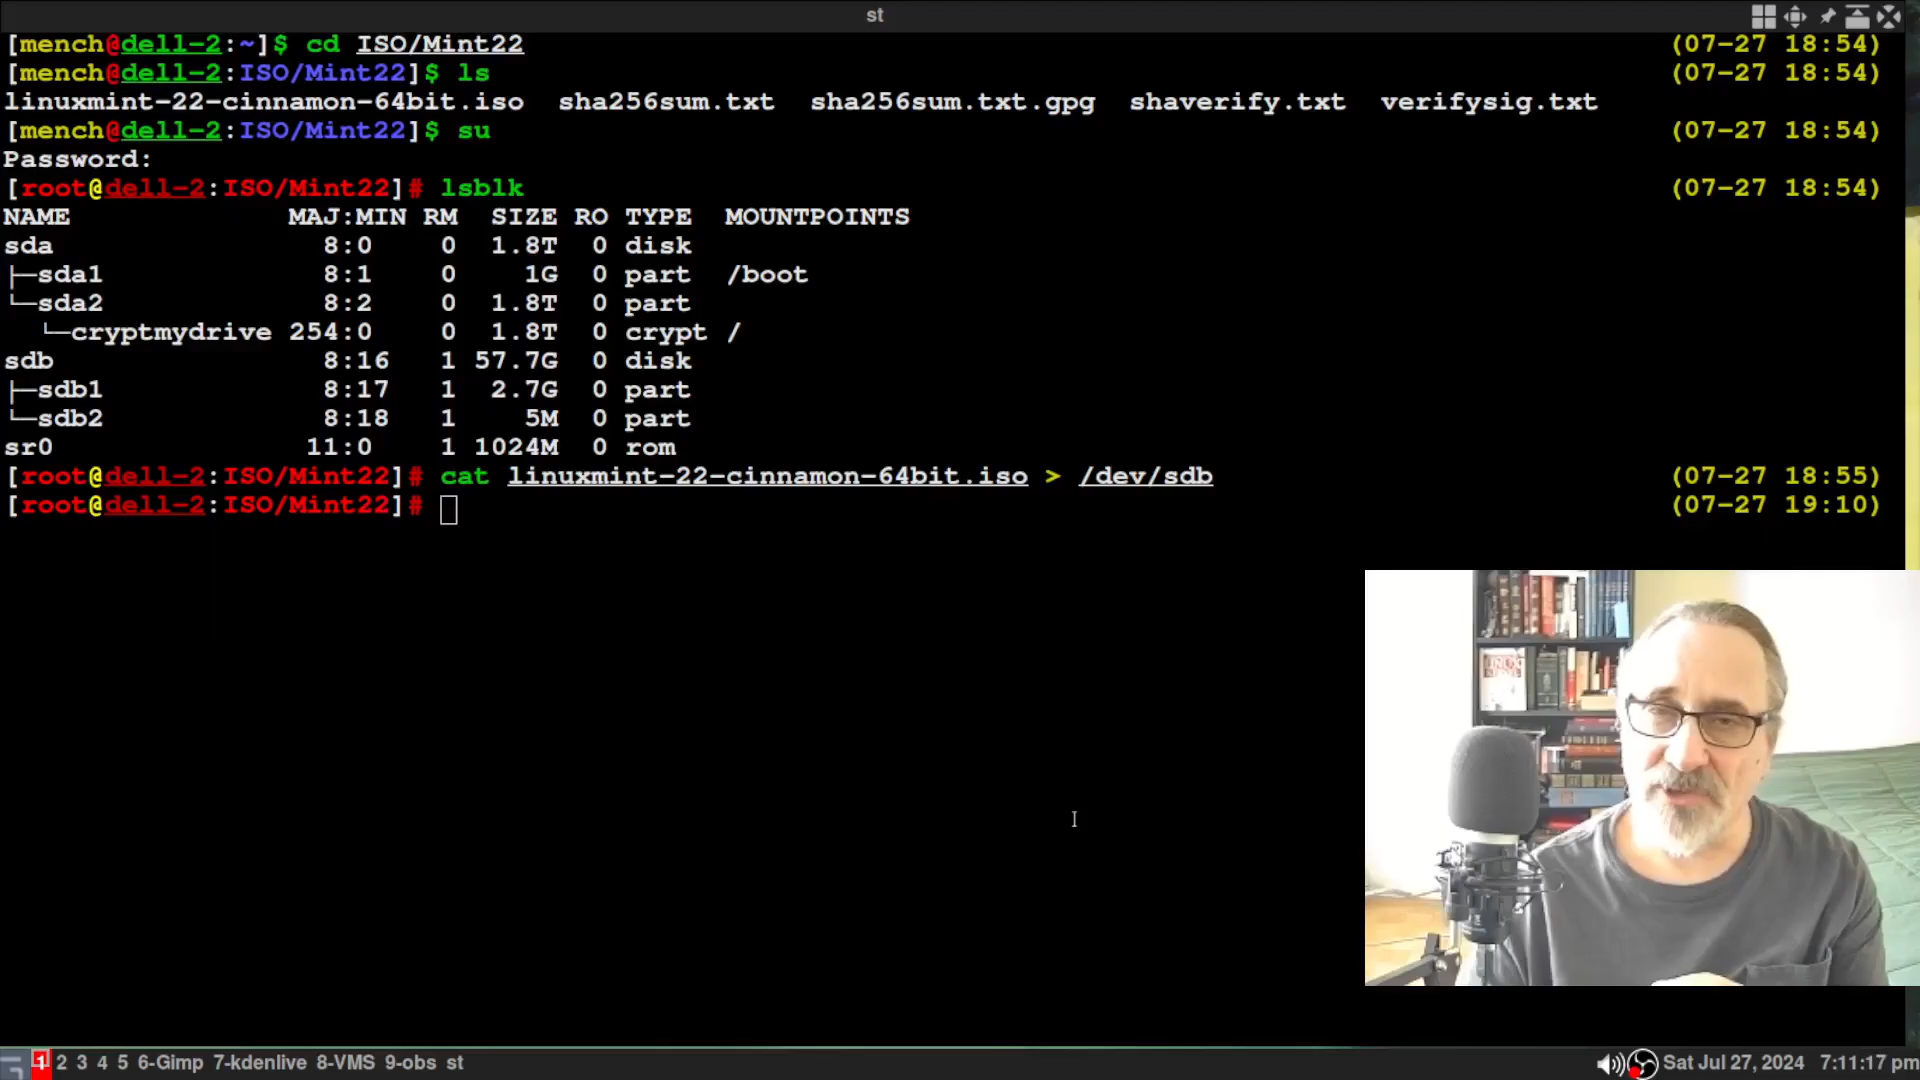 st
[mench@dell-2:~]$ cd ISO/Mint22 (07-27 18:54)
[mench@dell-2:ISO/Mint22]$ ls (07-27 18:54)
linuxmint-22-cinnamon-64bit.iso sha256sum.txt sha256sum.txt.gpg shaverify.txt verifysig.txt
[mench@dell-2:ISO/Mint22]$ su (07-27 18:54)
Password:
[root@dell-2:ISO/Mint22]# lsblk (07-27 18:54)
NAME MAJ:MIN RM SIZE RO TYPE MOUNTPOINTS
sda 8:0 0 1.8T 0 disk
├─sda1 8:1 0 1G 0 part /boot
└─sda2 8:2 0 1.8T 0 part
└─cryptmydrive 254:0 0 1.8T 0 crypt /
sdb 8:16 1 57.7G 0 disk
├─sdb1 8:17 1 2.7G 0 part
└─sdb2 8:18 1 5M 0 part
sr0 11:0 1 1024M 0 rom
[root@dell-2:ISO/Mint22]# cat linuxmint-22-cinnamon-64bit.iso > /dev/sdb (07-27 18:55)
[root@dell-2:ISO/Mint22]# (07-27 19:10)
1 2 3 4 5 6-Gimp 7-kdenlive 8-VMS 9-obs st Sat Jul 27, 2024 7:11:17 pm